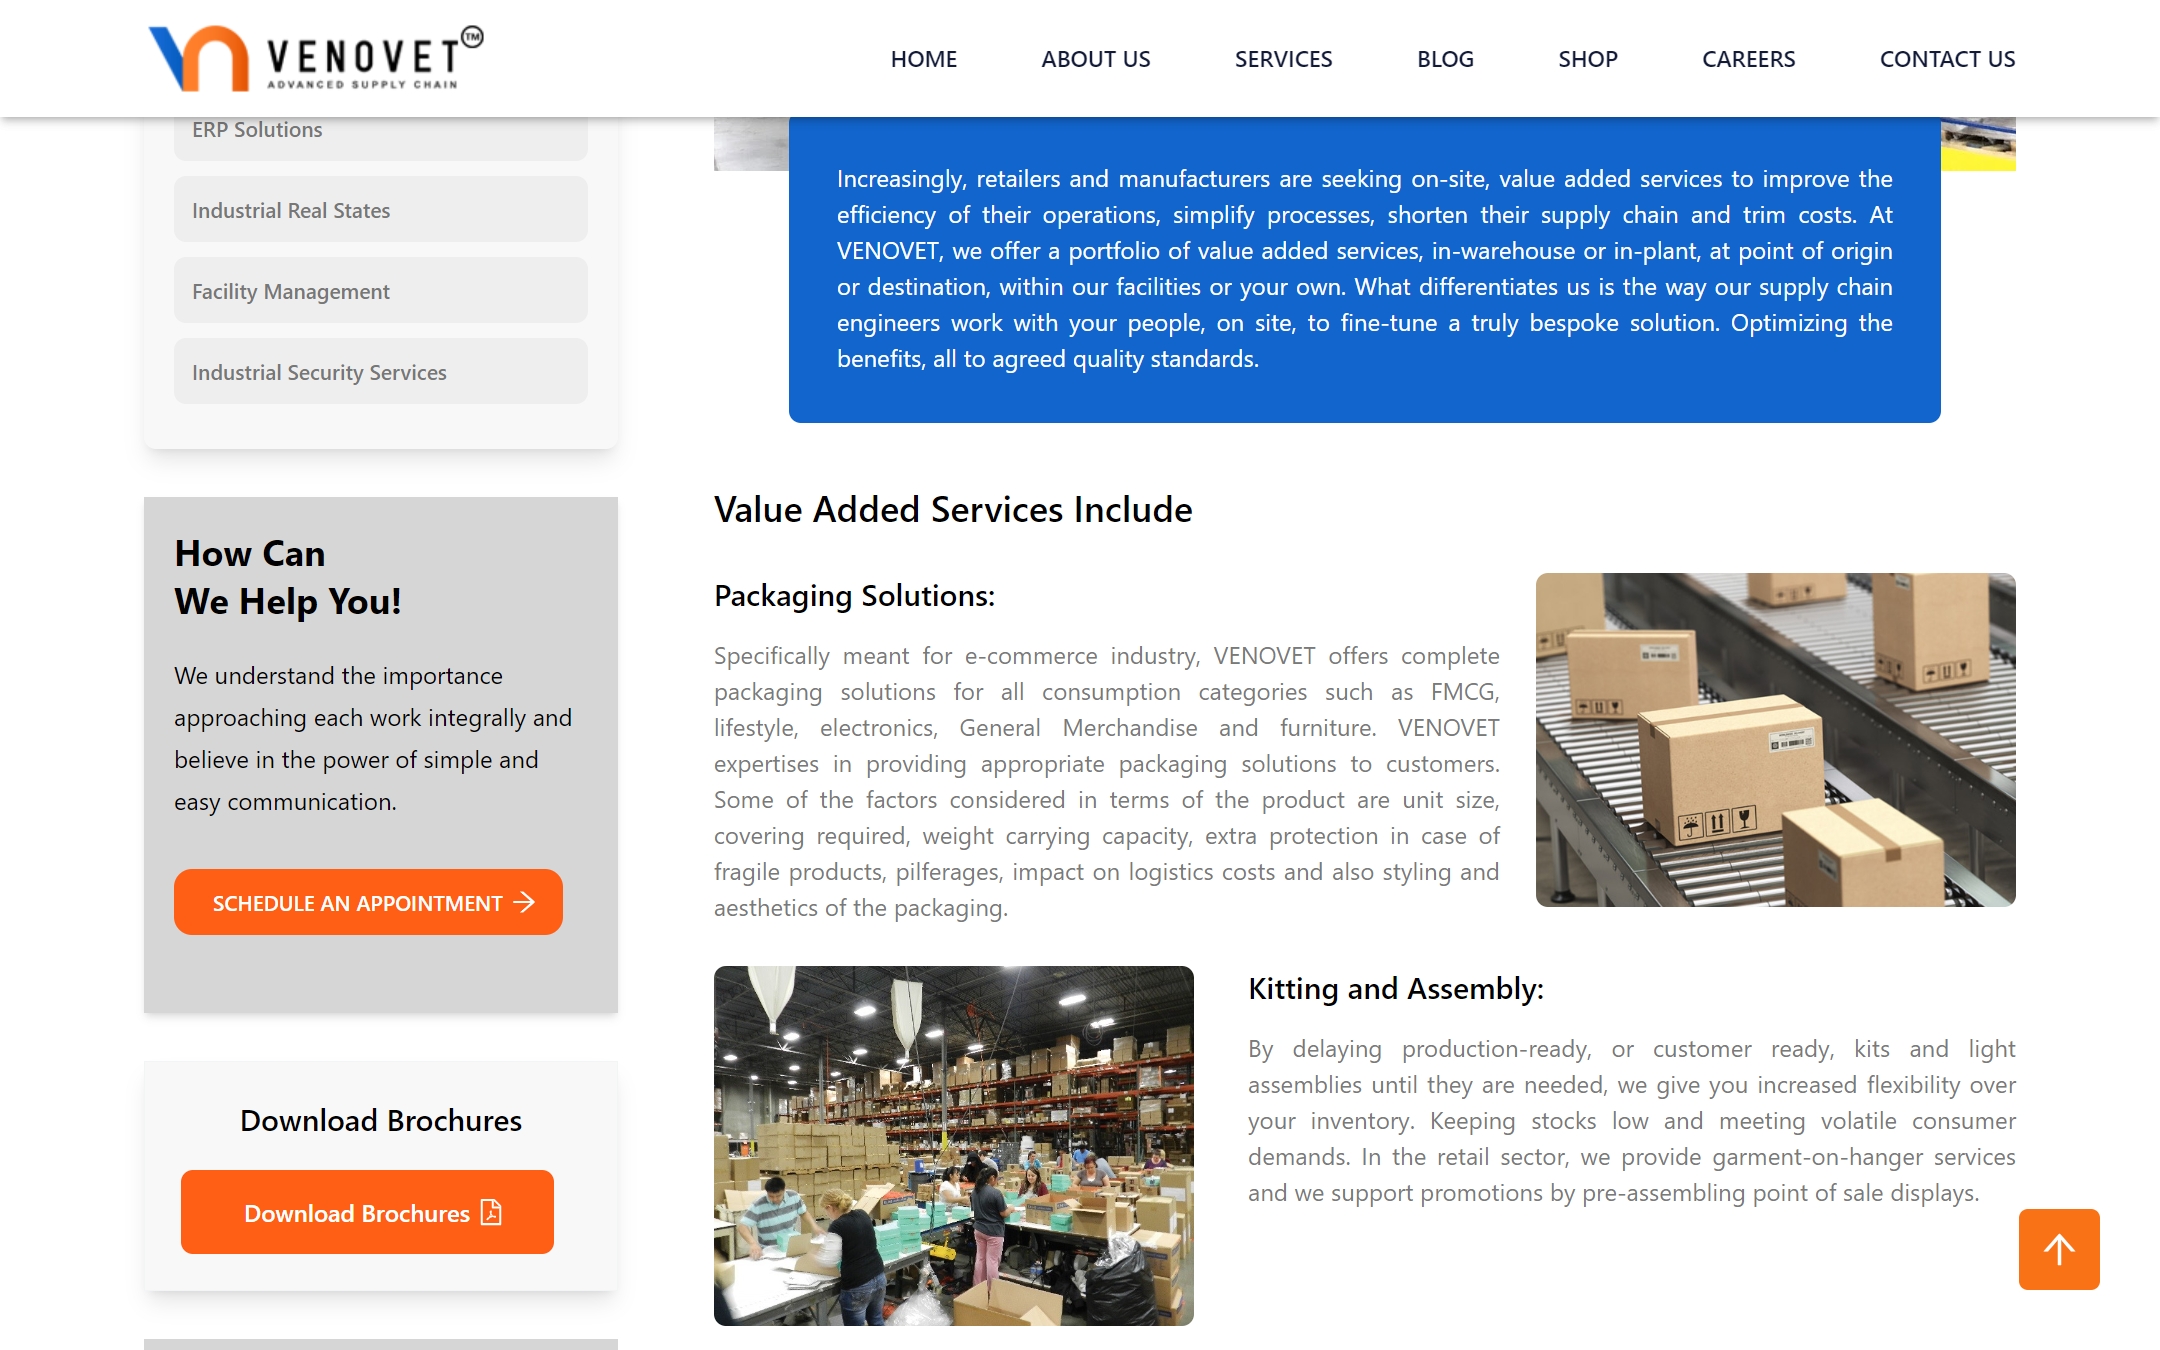 VENOVET TM
ADVANCED SUPPLY CHAIN
HOME
ABOUT US
SERVICES
BLOG
SHOP
CAREERS
CONTACT US
ERP Solutions
Industrial Real States
Facility Management
Industrial Security Services
How Can
We Help You!
We understand the importance
approaching each work integrally and
believe in the power of simple and
easy communication.
SCHEDULE AN APPOINTMENT
Download Brochures
Download Brochures
Increasingly, retailers and manufacturers are seeking on-site, value added services to improve the
efficiency of their operations, simplify processes, shorten their supply chain and trim costs. At
VENOVET, we offer a portfolio of value added services, in-warehouse or in-plant, at point of origin
or destination, within our facilities or your own. What differentiates us is the way our supply chain
engineers work with your people, on site, to fine-tune a truly bespoke solution. Optimizing the
benefits, all to agreed quality standards.
Value Added Services Include
Packaging Solutions:
Specifically meant for e-commerce industry, VENOVET offers complete
packaging solutions for all consumption categories such as FMCG,
lifestyle, electronics, General Merchandise and furniture. VENOVET
expertises in providing appropriate packaging solutions to customers.
Some of the factors considered in terms of the product are unit size,
covering required, weight carrying capacity, extra protection in case of
fragile products, pilferages, impact on logistics costs and also styling and
aesthetics of the packaging.
Kitting and Assembly:
By delaying production-ready, or customer ready, kits and light
assemblies until they are needed, we give you increased flexibility over
your inventory. Keeping stocks low and meeting volatile consumer
demands. In the retail sector, we provide garment-on-hanger services
and we support promotions by pre-assembling point of sale displays.